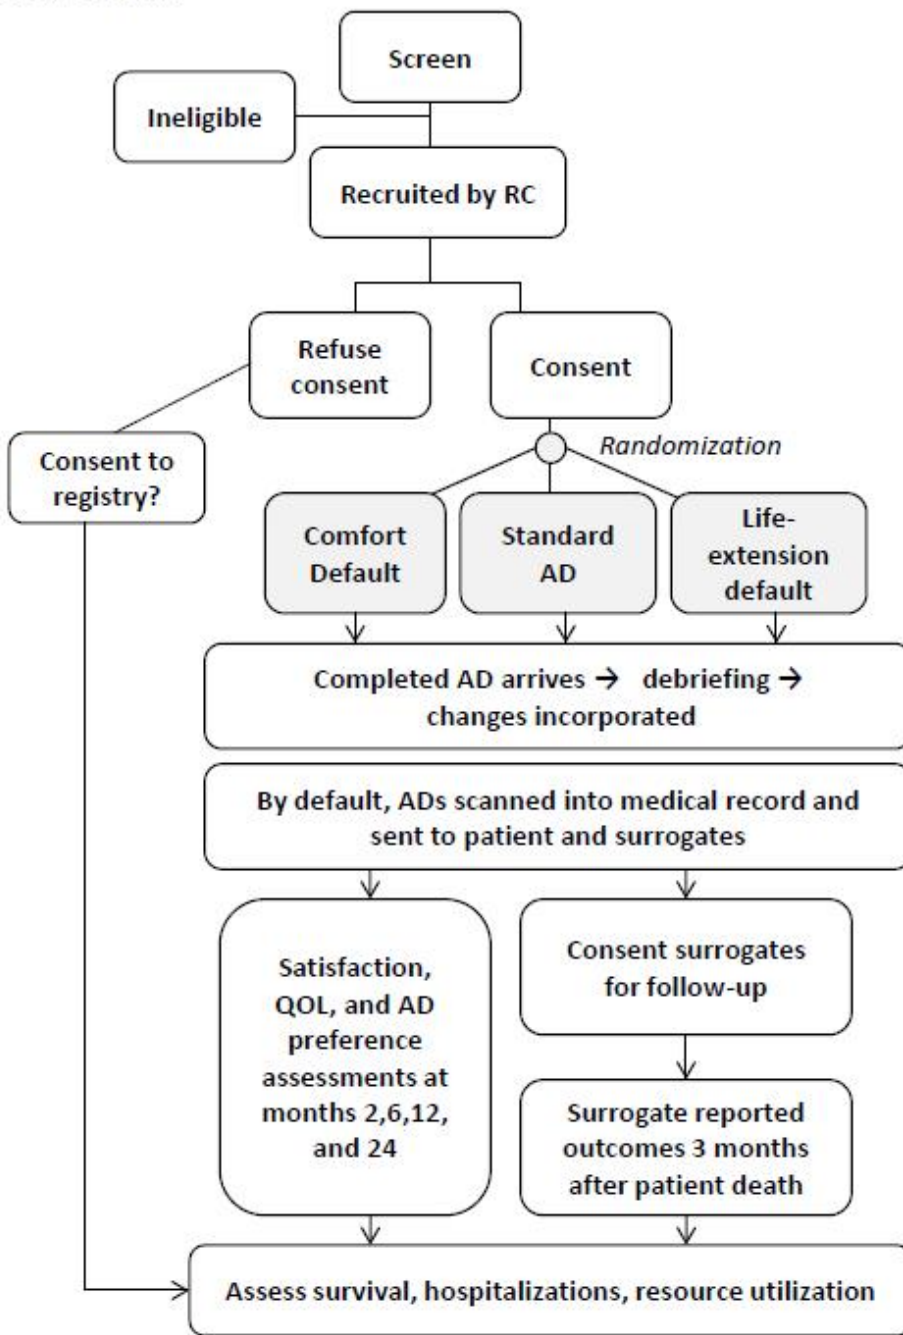 Screen
Ineligible
Recruited by RC
Refuse
consent
Consent
Randomization
Consent to
registry?
Comfort
Default
Standard
AD
Life-
extension
default
Completed AD arrives → debriefing →
changes incorporated
By default, ADs scanned into medical record and
sent to patient and surrogates
Satisfaction,
QOL, and AD
preference
assessments at
months 2,6,12,
and 24
Consent surrogates
for follow-up
Surrogate reported
outcomes 3 months
after patient death
Assess survival, hospitalizations, resource utilization